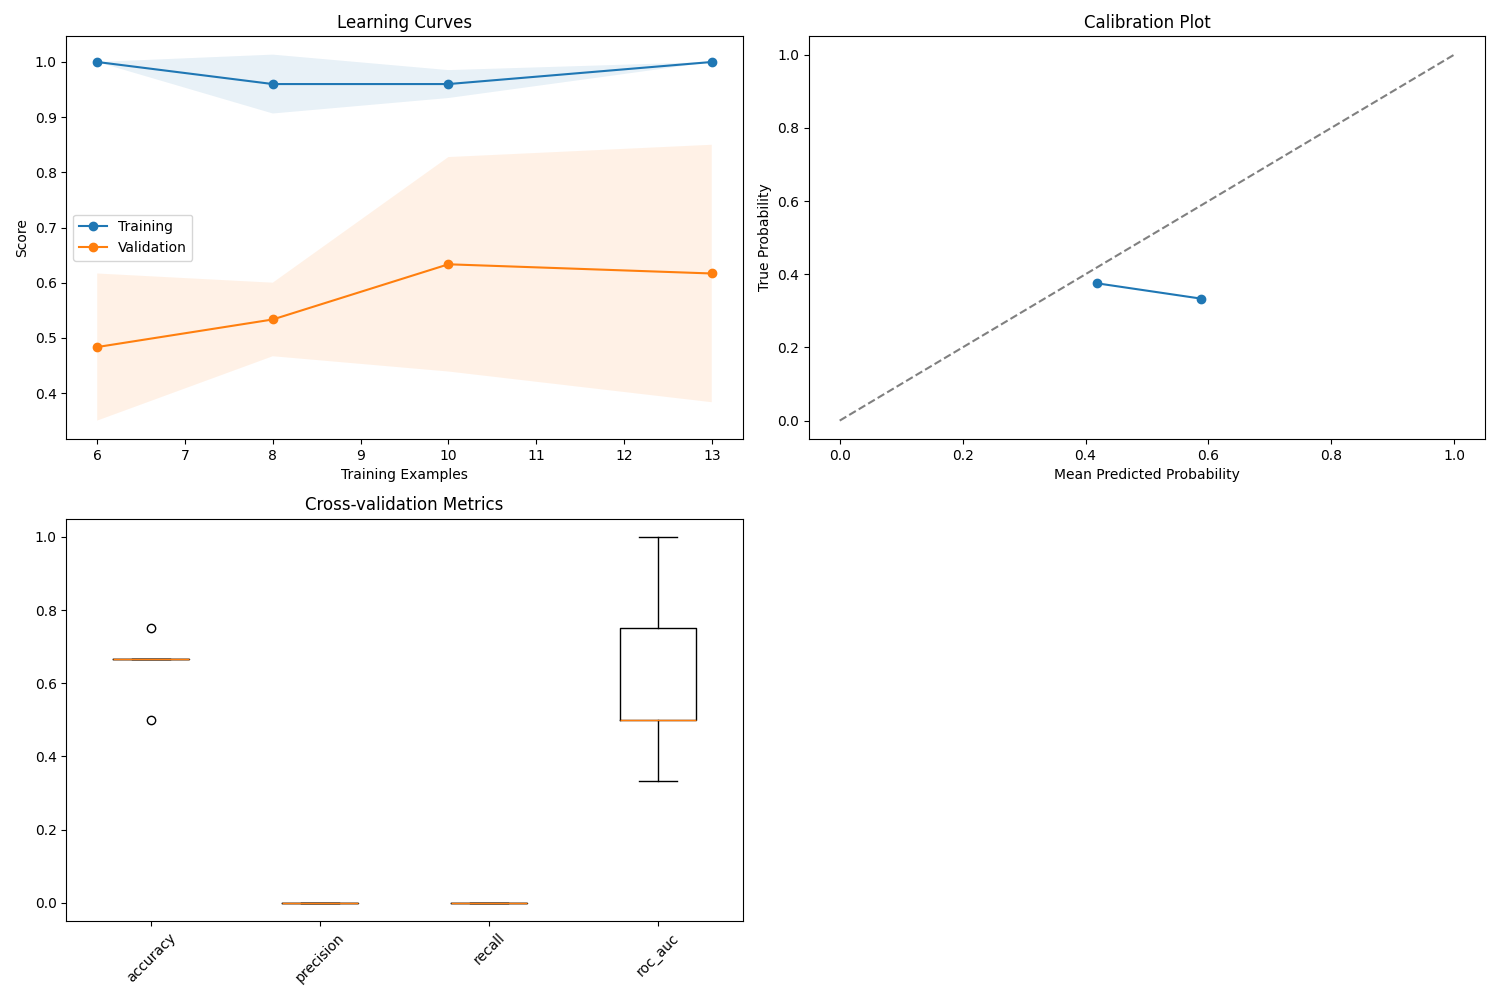 Learning Curves
1.0
0.9
0.8
0.7
0.6
0.5
0.4
Score
Training
Validation
6 7 8 9 10 11 12 13
Training Examples
Calibration Plot
1.0
0.8
0.6
0.4
0.2
0.0
True Probability
0.0 0.2 0.4 0.6 0.8 1.0
Mean Predicted Probability
Cross-validation Metrics
1.0
0.8
0.6
0.4
0.2
0.0
accuracy
precision
recall
roc_auc